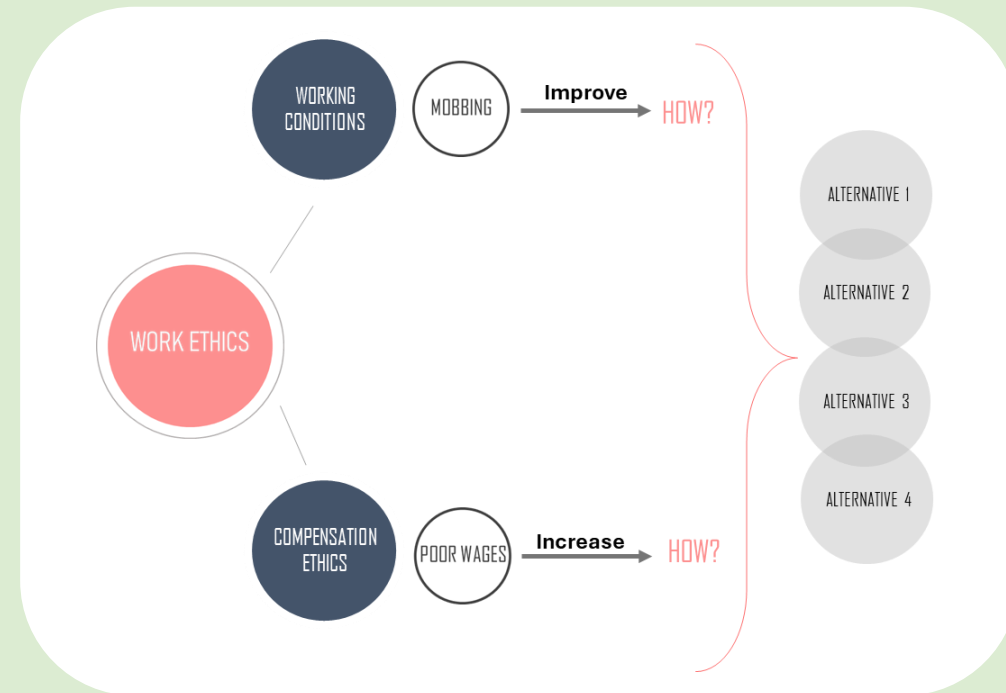 WORKING
CONDITIONS
MOBBING
Improve
HOW?
ALTERNATIVE 1
ALTERNATIVE 2
WORK ETHICS
ALTERNATIVE 3
ALTERNATIVE 4
COMPENSATION
ETHICS
POOR WAGES
Increase
HOW?